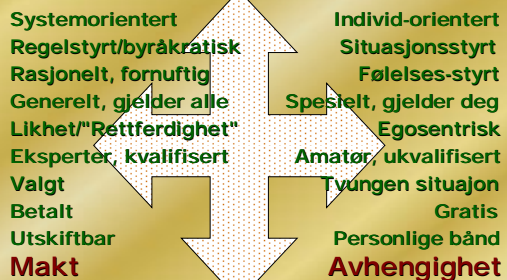 Systemorientert
Individ-orientert
Regelstyrt/byråkratisk
Situasjonsstyrt
Rasjonelt, fornuftig
Følelses-styrt
Generelt, gjelder alle
Spesielt, gjelder deg
Likhet/"Rettferdighet"
Egosentrisk
Eksperter, kvalifisert
Amatør, ukvalifisert
Valgt
Tvungen situajon
Betalt
Gratis
Utskiftbar
Personlige bånd
Makt
Avhengighet